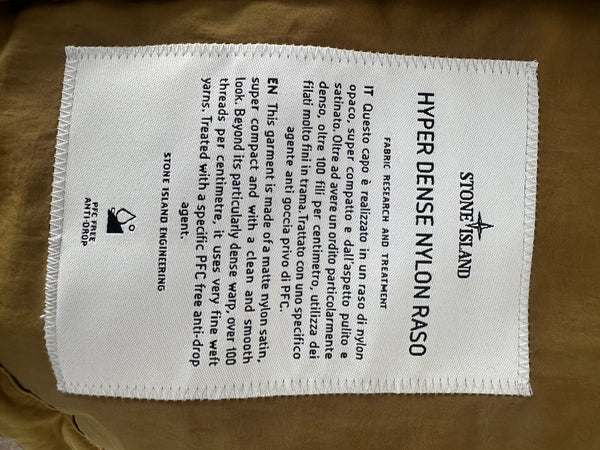 STONE ISLAND
HYPER DENSE NYLON RASO
FABRIC RESEARCH AND TREATMENT
IT Questo capo è realizzato in un raso di nylon
opaco, super compatto e dall'aspetto pulito e
satinato. Oltre ad avere un ordito particolarmente
denso, oltre 100 fili per centimetro, utilizza dei
filati molto fini in trama. Trattato con uno specifico
agente anti goccia privo di PFC.
EN This garment is made of a matte nylon satin,
super compact and with a clean and smooth
look. Beyond its particularly dense warp, over 100
threads per centimetre, it uses very fine weft
yarns. Treated with a specific PFC free anti-drop
agent.
STONE ISLAND ENGINEERING
PFC FREE
ANTI-DROP